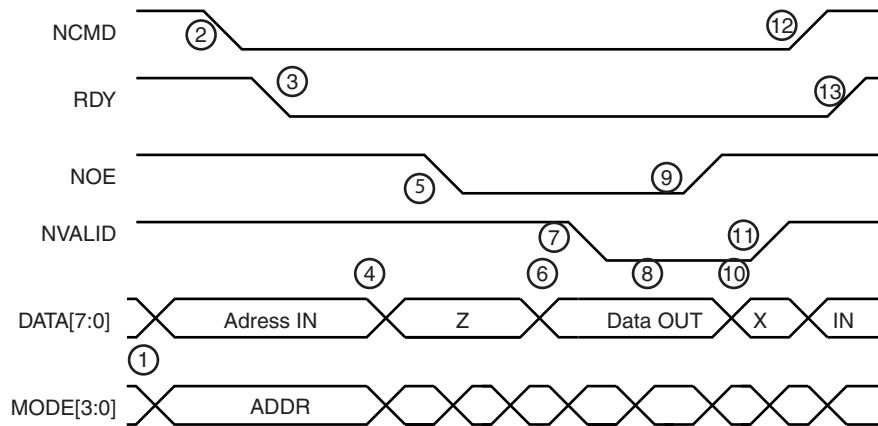 NCMD 2 12
RDY 3 13
NOE 5 9
NVALID 7 11
4 6 8 10
DATA[7:0] Adress IN Z Data OUT X IN
1
MODE[3:0] ADDR